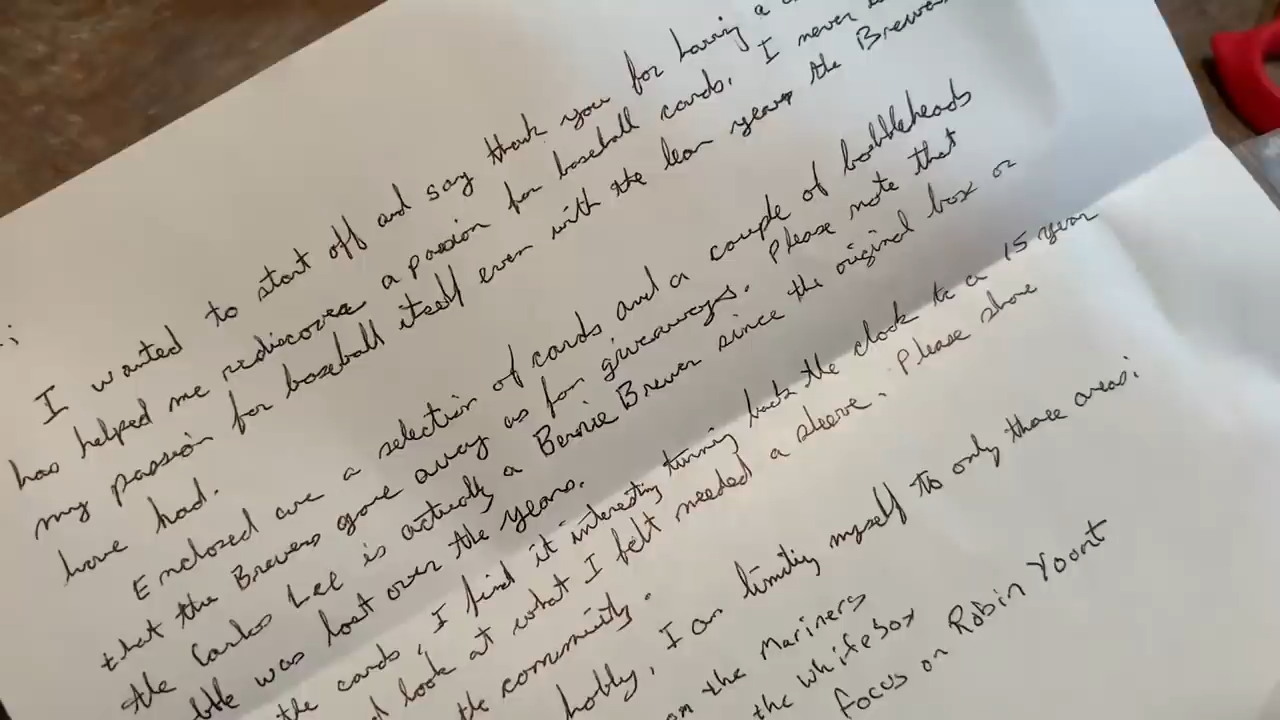 I wanted to start off and say thank you for having a
has helped me rediscover a passion for baseball cards. I never
my passion for baseball itself even with the lean years the Brewers
have had.
Enclosed are a selection of cards and a couple of bobbleheads
that the Brewers gave away as for giveaways. Please note that
the Carlos Lee is actually a Bernie Brewer since the original box or
was lost over the years.
the cards, I find it interesting turning back the clock to a 15 year
look at what I felt needed a sleeve. Please share
the community.
hobby, I am limiting myself to only those areas:
the Mariners
the Whitesox
focus on Robin Yount